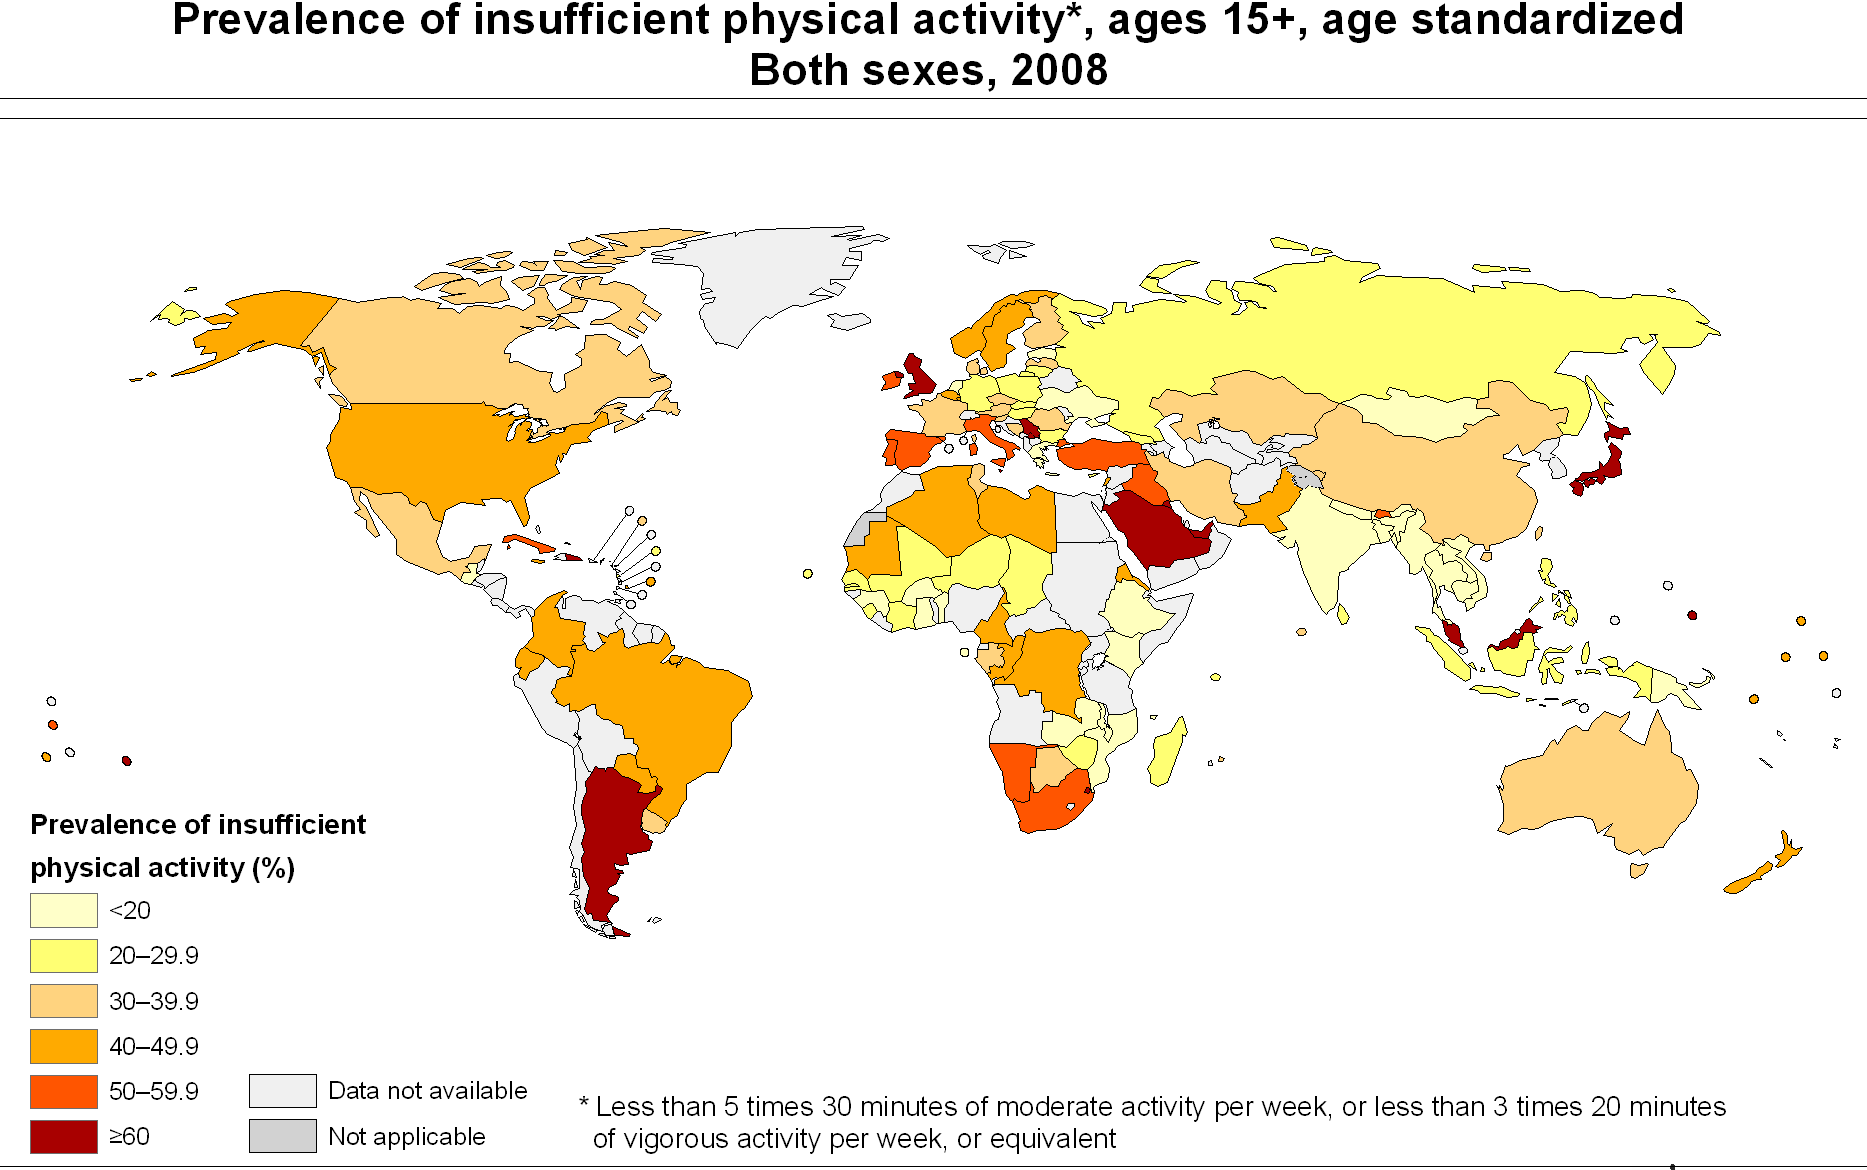 Prevalence of insufficient physical activity*, ages 15+, age standardized
Both sexes, 2008
Prevalence of insufficient
physical activity (%)
<20
20–29.9
30–39.9
40–49.9
50–59.9
≥60
Data not available
Not applicable
* Less than 5 times 30 minutes of moderate activity per week, or less than 3 times 20 minutes
of vigorous activity per week, or equivalent